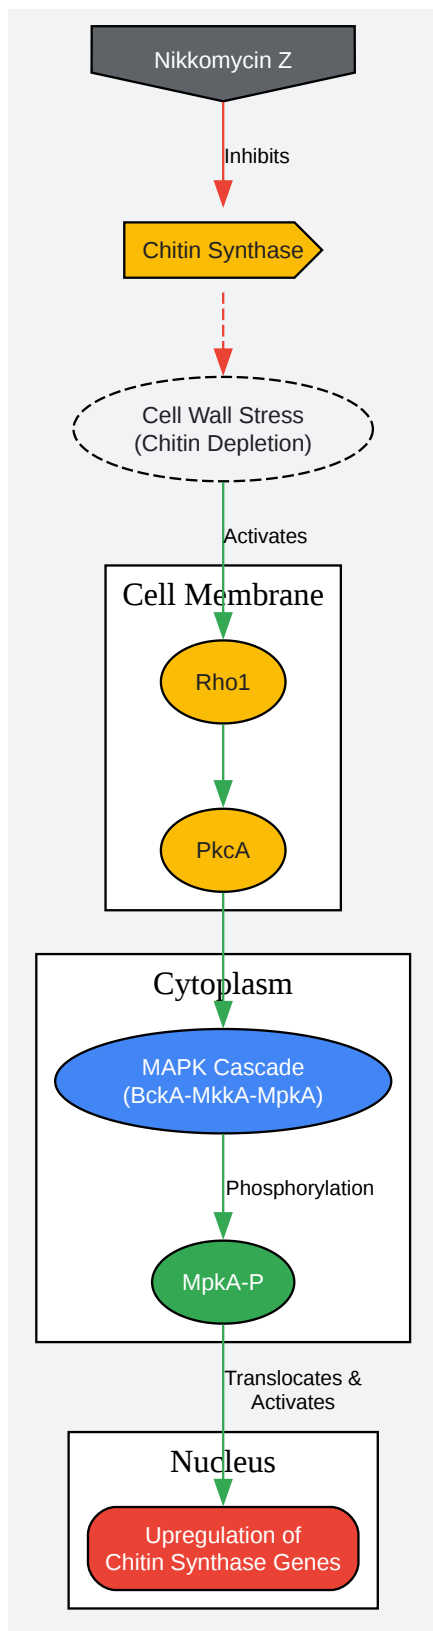 Nikkomycin Z
Inhibits
Chitin Synthase
Cell Wall Stress
(Chitin Depletion)
Activates
Cell Membrane
Rho1
PkcA
Cytoplasm
MAPK Cascade
(BckA-MkkA-MpkA)
Phosphorylation
MpkA-P
Translocates &
Activates
Nucleus
Upregulation of
Chitin Synthase Genes